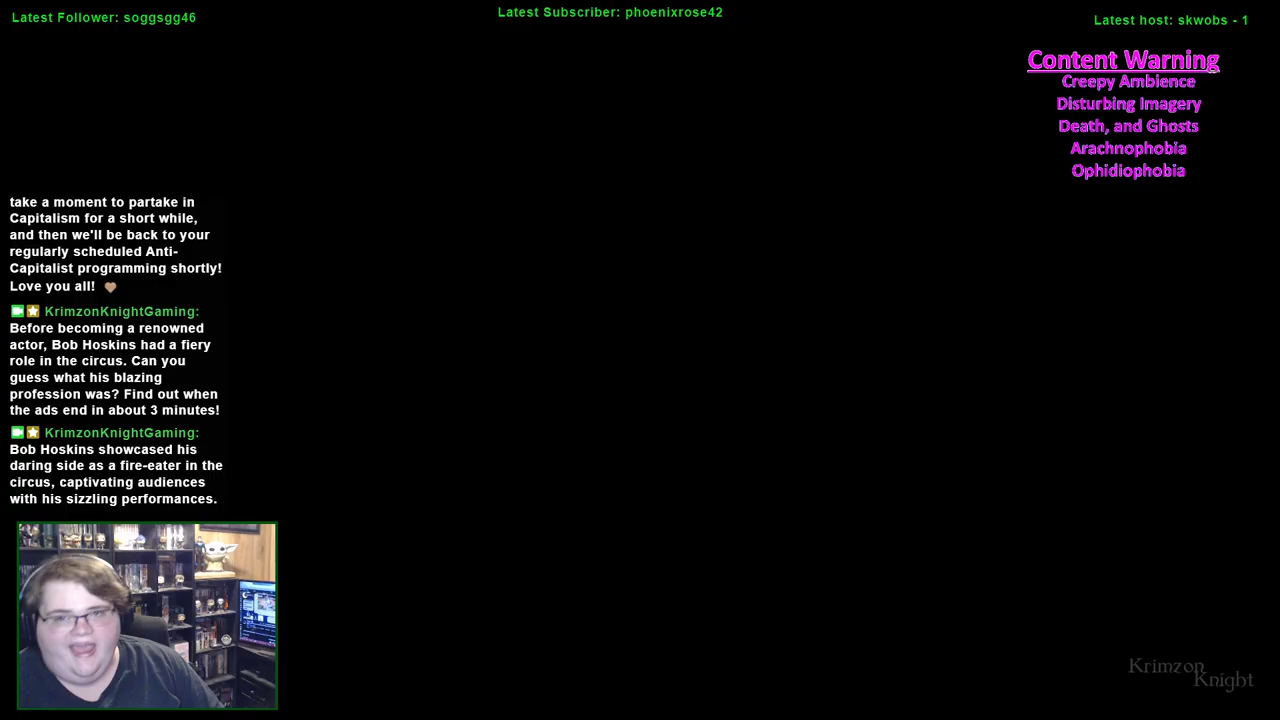 Latest Follower: soggsgg46
Latest Subscriber: phoenixrose42
Latest host: skwobs - 1
Content Warning
Creepy Ambience
Disturbing Imagery
Death, and Ghosts
Arachnophobia
Ophidiophobia
take a moment to partake in
Capitalism for a short while,
and then we'll be back to your
regularly scheduled Anti-
Capitalist programming shortly!
Love you all!
KrimzonKnightGaming:
Before becoming a renowned
actor, Bob Hoskins had a fiery
role in the circus. Can you
guess what his blazing
profession was? Find out when
the ads end in about 3 minutes!
KrimzonKnightGaming:
Bob Hoskins showcased his
daring side as a fire-eater in the
circus, captivating audiences
with his sizzling performances.
Krimzon
Knight